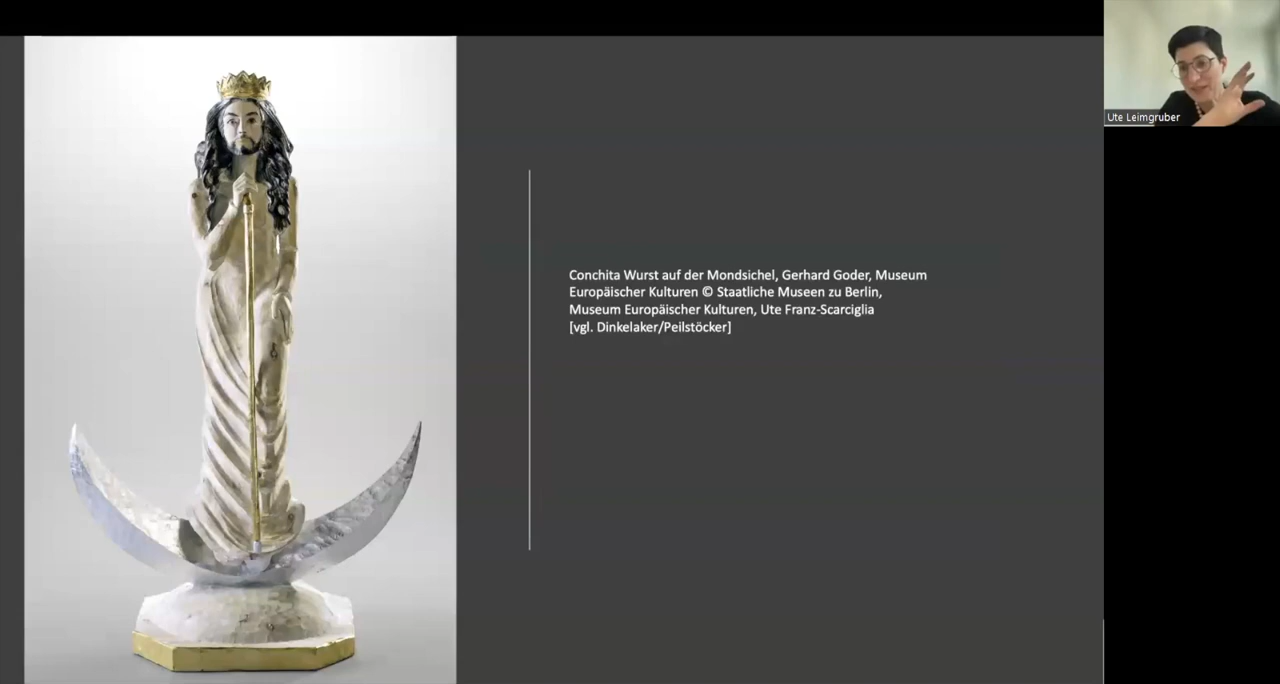 Conchita Wurst auf der Mondsichel, Gerhard Goder, Museum
Europäischer Kulturen © Staatliche Museen zu Berlin,
Museum Europäischer Kulturen, Ute Franz-Scarciglia
[vgl. Dinkelaker/Peilstöcker]
Ute Leimgruber